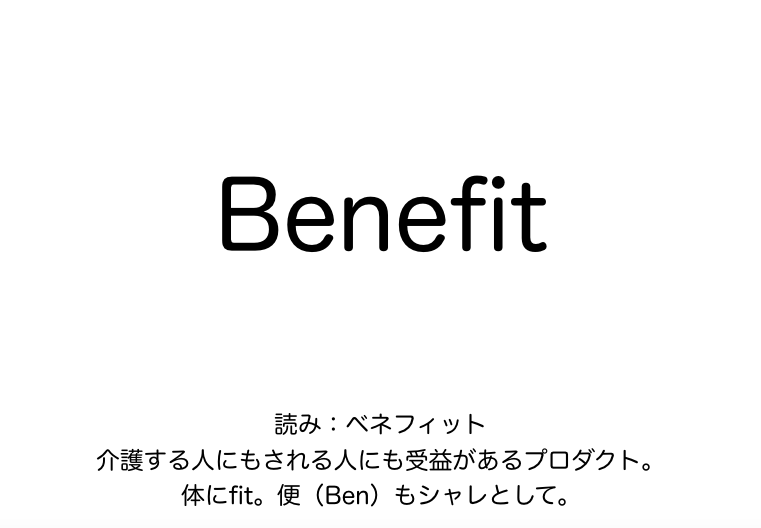 Benefit
読み：ベネフィット
介護する人にもされる人にも受益があるプロダクト。
体にfit。便（Ben）もシャレとして。